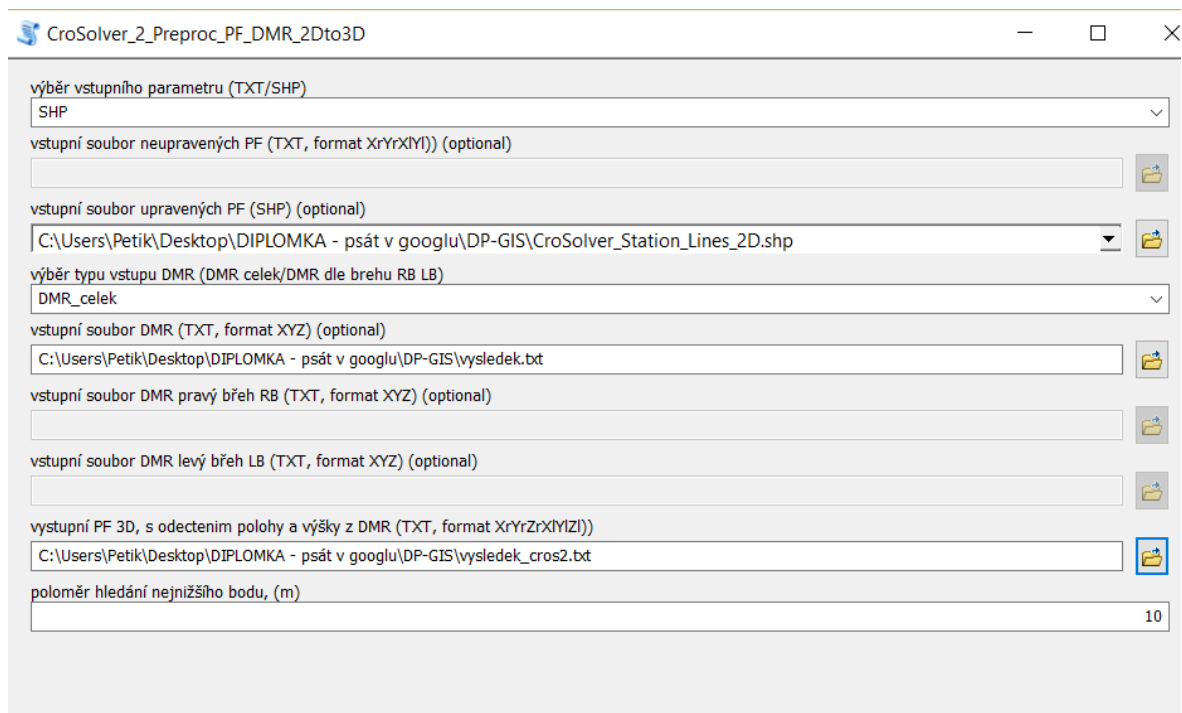 CroSolver_2_Preproc_PF_DMR_2Dto3D
výběr vstupního parametru (TXT/SHP)
SHP
vstupní soubor neupravených PF (TXT, format XrYrXlYl)) (optional)
vstupní soubor upravených PF (SHP) (optional)
C:\Users\Petik\Desktop\DIPLOMKA - psát v googlu\DP-GIS\CroSolver_Station_Lines_2D.shp
výběr typu vstupu DMR (DMR celek/DMR dle brehu RB LB)
DMR_celek
vstupní soubor DMR (TXT, format XYZ) (optional)
C:\Users\Petik\Desktop\DIPLOMKA - psát v googlu\DP-GIS\vysledek.txt
vstupní soubor DMR pravý břeh RB (TXT, format XYZ) (optional)
vstupní soubor DMR levý břeh LB (TXT, format XYZ) (optional)
vystupní PF 3D, s odectenim polohy a výšky z DMR (TXT, format XrYrZrXlYlZl))
C:\Users\Petik\Desktop\DIPLOMKA - psát v googlu\DP-GIS\vysledek_cros2.txt
poloměr hledání nejnižšího bodu, (m)
10